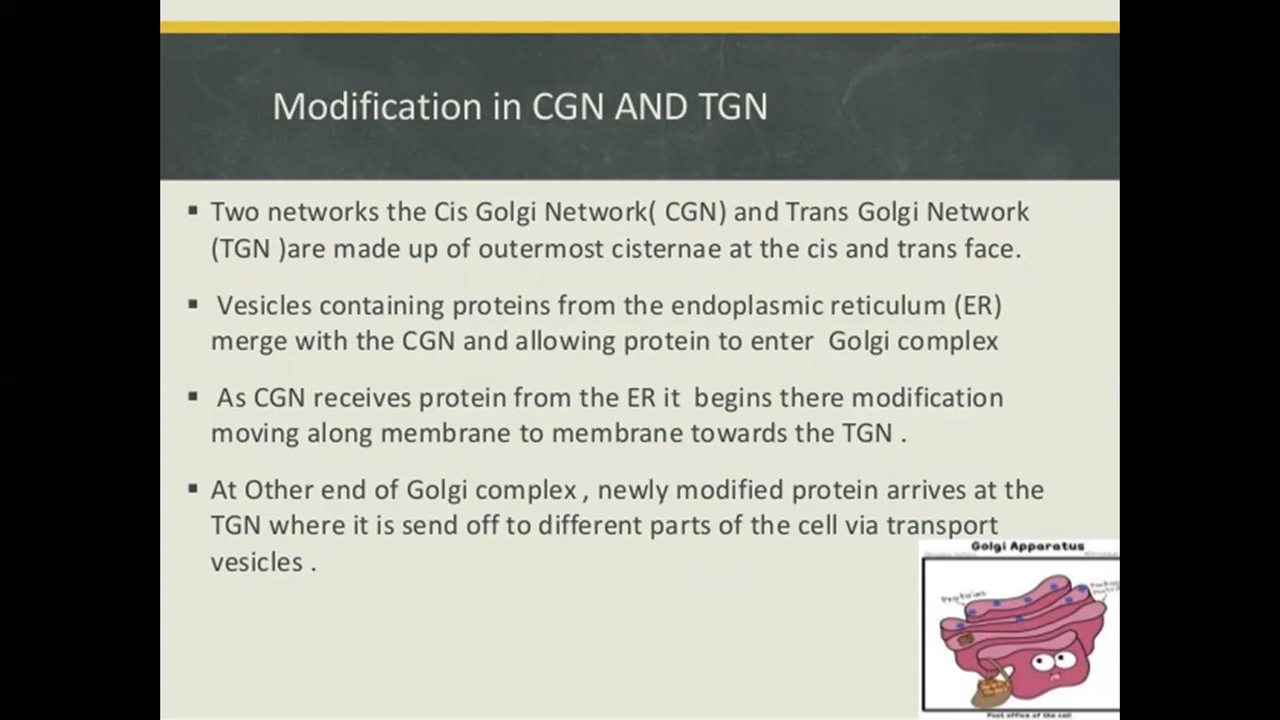 Modification in CGN AND TGN
▪ Two networks the Cis Golgi Network( CGN) and Trans Golgi Network
(TGN )are made up of outermost cisternae at the cis and trans face.
▪ Vesicles containing proteins from the endoplasmic reticulum (ER)
merge with the CGN and allowing protein to enter Golgi complex
▪ As CGN receives protein from the ER it begins there modification
moving along membrane to membrane towards the TGN .
▪ At Other end of Golgi complex , newly modified protein arrives at the
TGN where it is send off to different parts of the cell via transport
vesicles .
Golgi Apparatus
Proteins
Post office of the cell